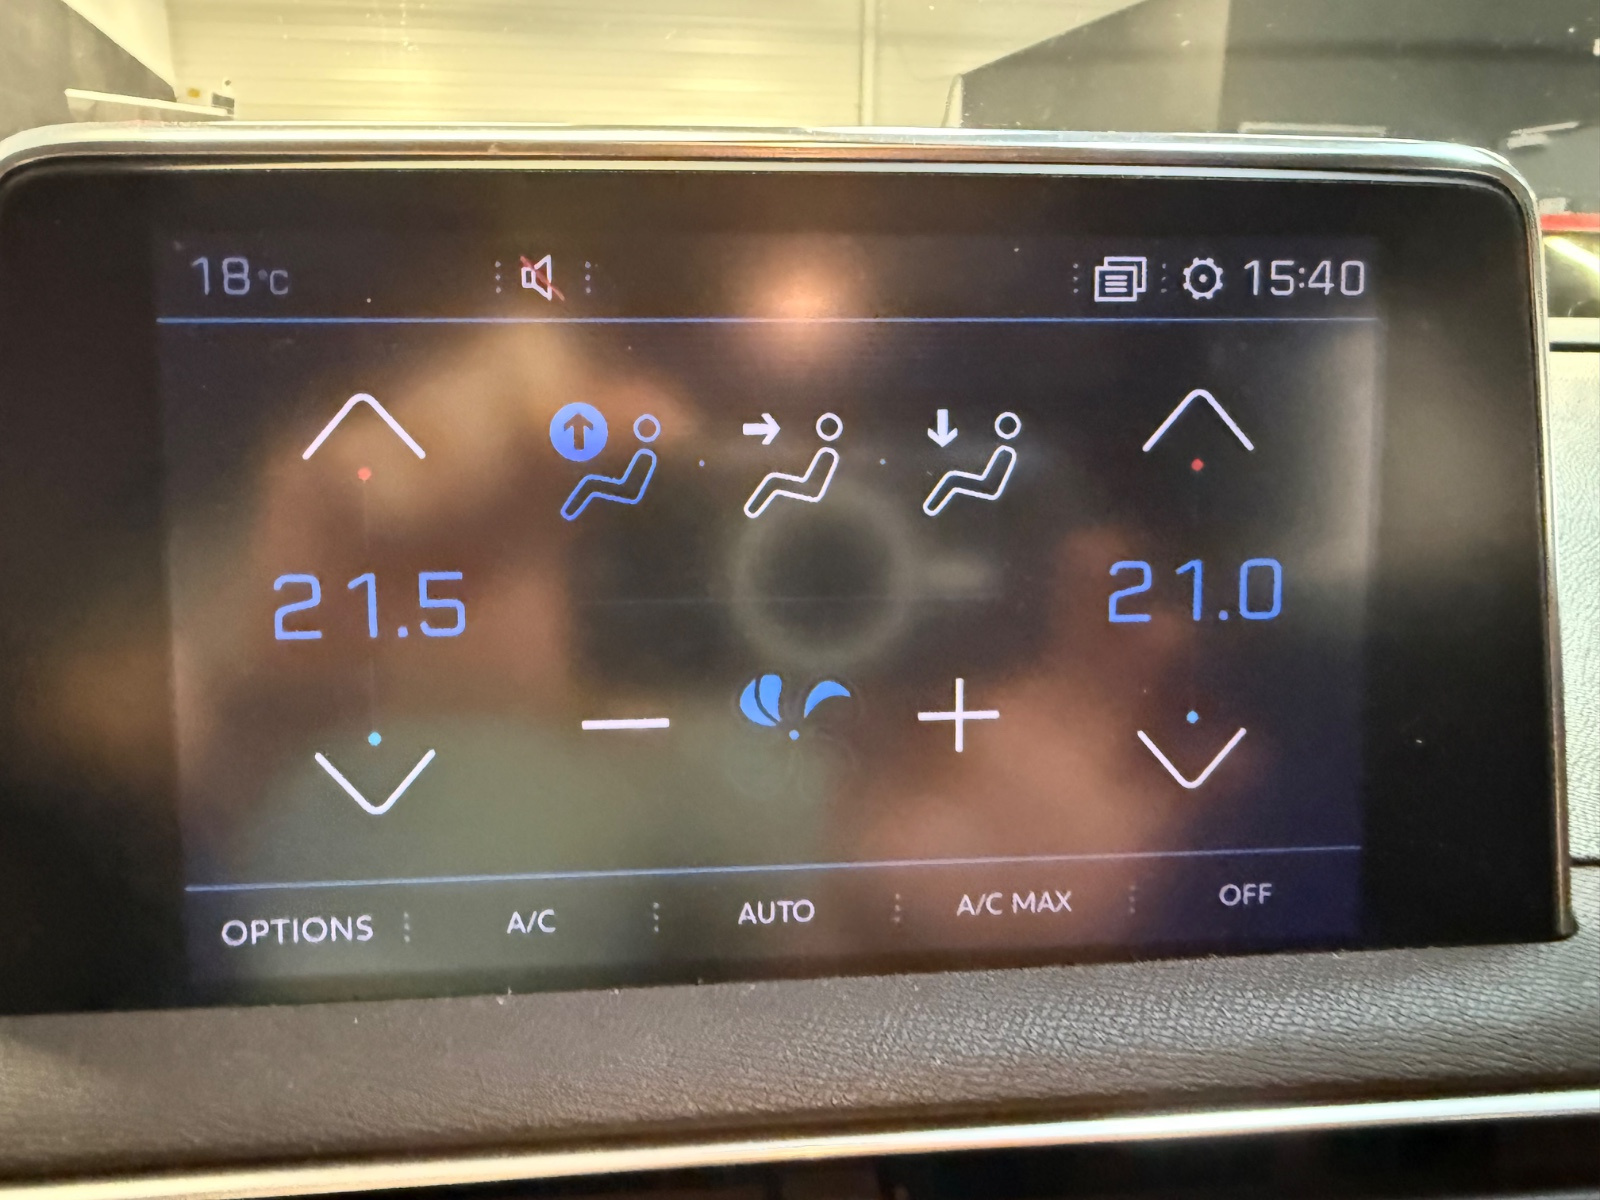 18°C 15:40
21.5 21.0
OPTIONS A/C AUTO A/C MAX OFF